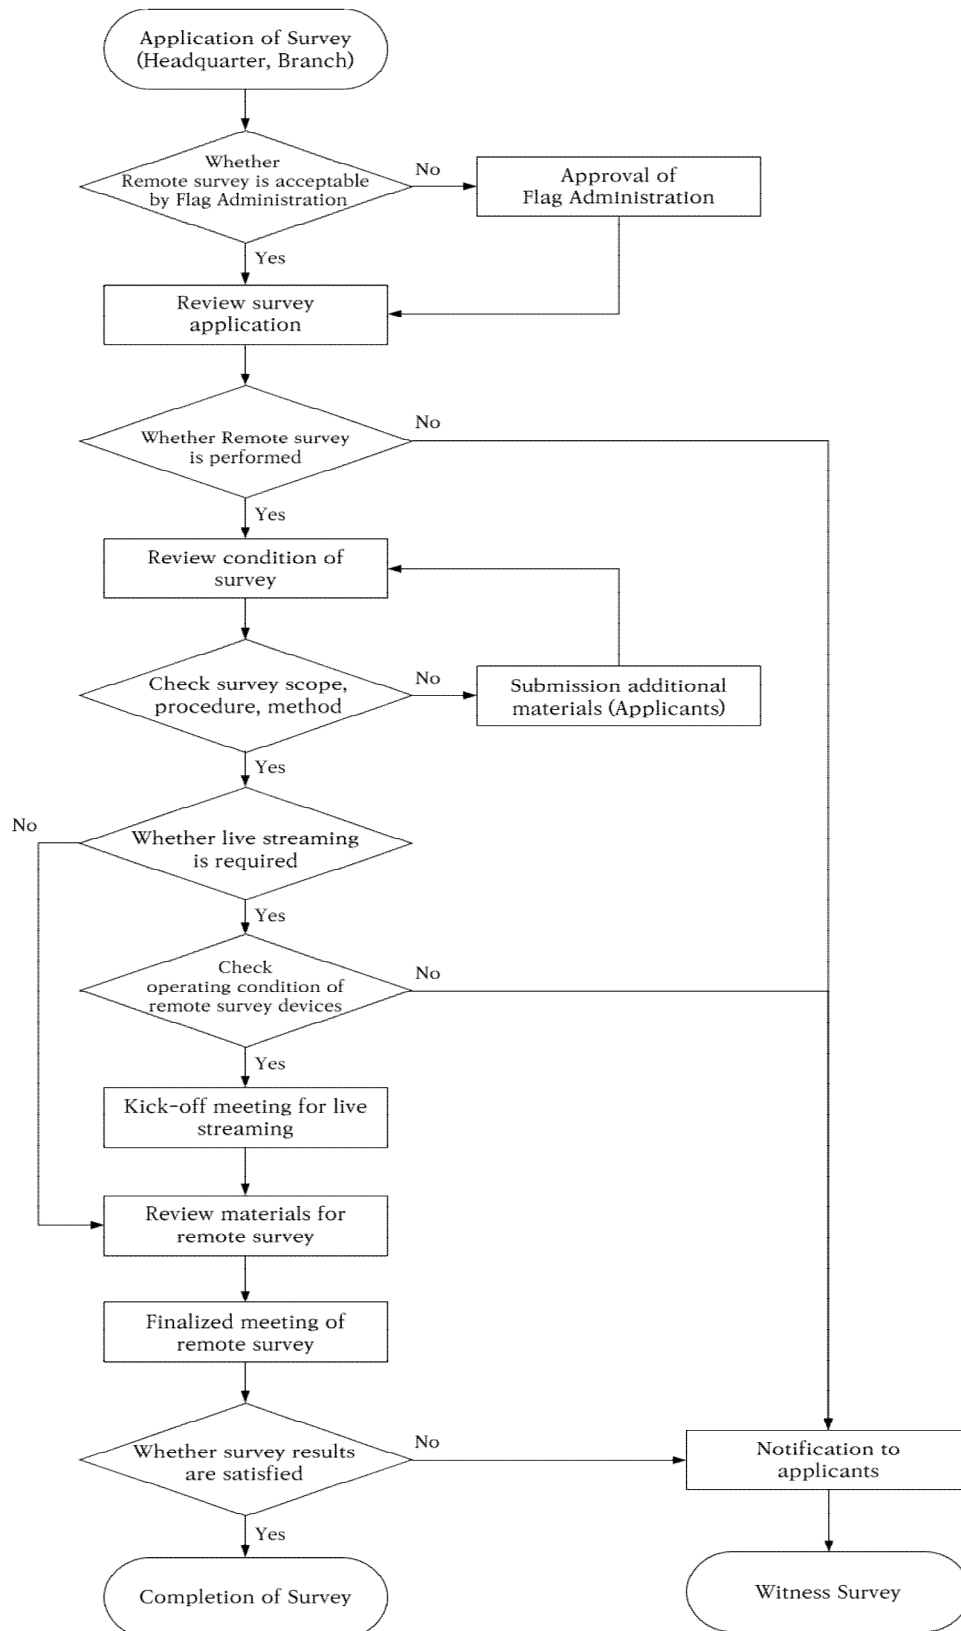 Application of Survey
(Headquarter, Branch)
Whether
Remote survey is acceptable
by Flag Administration
No
Approval of
Flag Administration
Yes
Review survey
application
Whether Remote survey
is performed
No
Yes
Review condition of
survey
Check survey scope,
procedure, method
No
Submission additional
materials (Applicants)
Yes
No
Whether live streaming
is required
Yes
Check
operating condition of
remote survey devices
No
Yes
Kick-off meeting for live
streaming
Review materials for
remote survey
Finalized meeting of
remote survey
Whether survey results
are satisfied
No
Notification to
applicants
Yes
Completion of Survey
Witness Survey